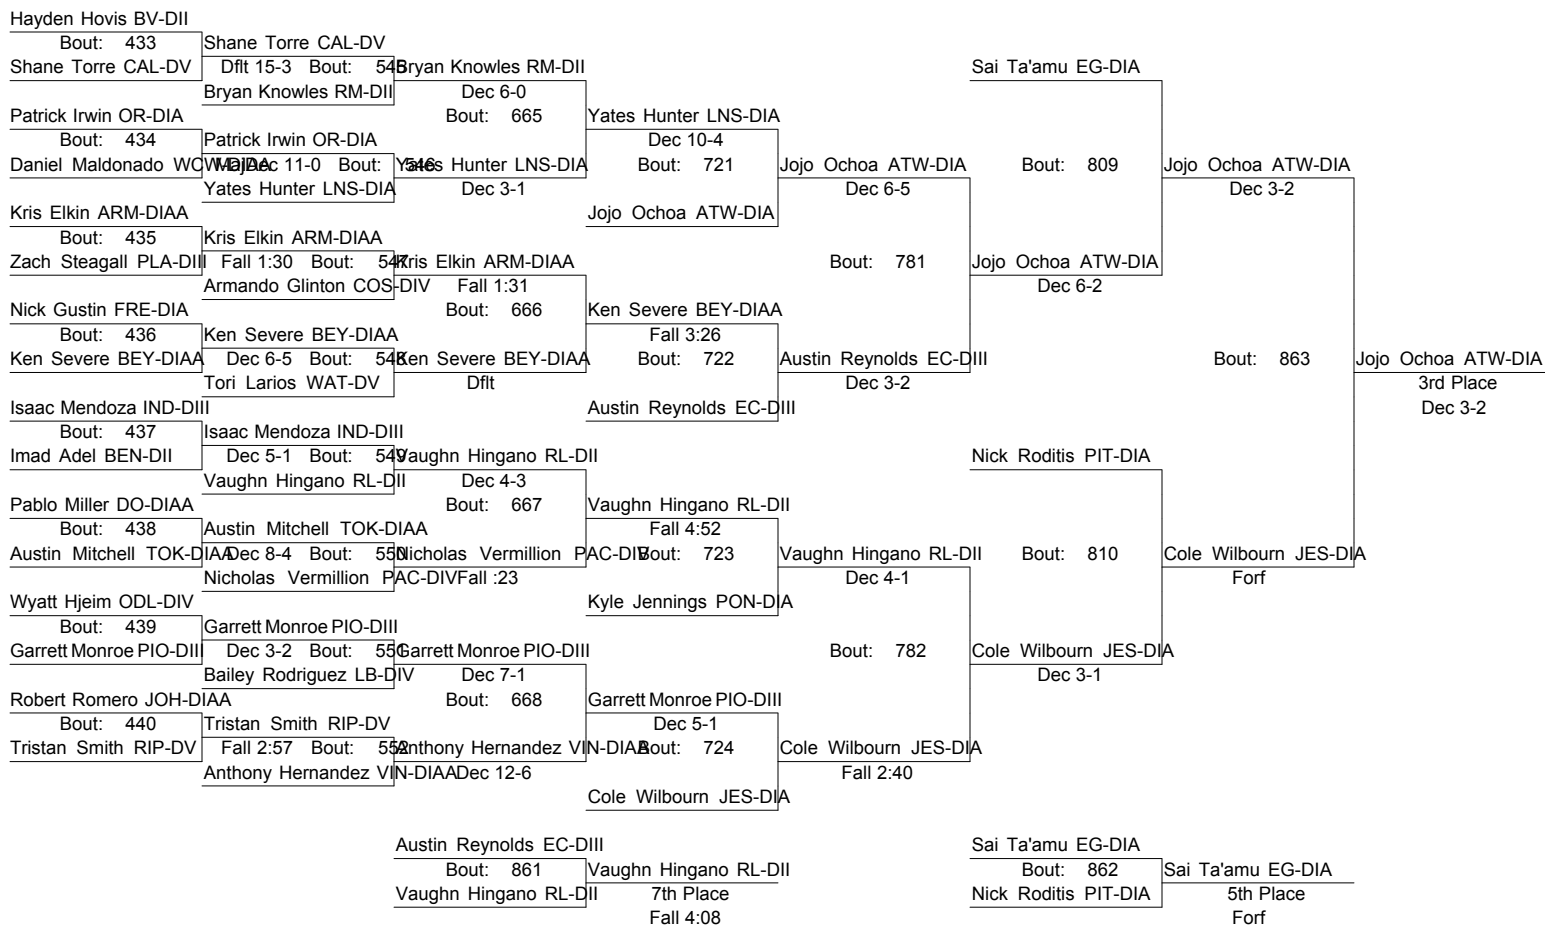 Hayden Hovis BV-DII
Bout: 433 Shane Torre CAL-DV
Shane Torre CAL-DV Dflt 15-3 Bout: 545 Bryan Knowles RM-DII Sai Ta'amu EG-DIA
Bryan Knowles RM-DII Dec 6-0
Patrick Irwin OR-DIA Bout: 665 Yates Hunter LNS-DIA
Bout: 434 Patrick Irwin OR-DIA Dec 10-4
Daniel Maldonado WCW-DIAA MajDec 11-0 Bout: 546 Yates Hunter LNS-DIA Bout: 721 Jojo Ochoa ATW-DIA Bout: 809 Jojo Ochoa ATW-DIA
Yates Hunter LNS-DIA Dec 3-1 Dec 6-5 Dec 3-2
Kris Elkin ARM-DIAA Jojo Ochoa ATW-DIA
Bout: 435 Kris Elkin ARM-DIAA
Zach Steagall PLA-DIII Fall 1:30 Bout: 547 Kris Elkin ARM-DIAA Bout: 781 Jojo Ochoa ATW-DIA
Armando Glinton COS-DIV Fall 1:31 Dec 6-2
Nick Gustin FRE-DIA Bout: 666 Ken Severe BEY-DIAA
Bout: 436 Ken Severe BEY-DIAA Fall 3:26
Ken Severe BEY-DIAA Dec 6-5 Bout: 548 Ken Severe BEY-DIAA Bout: 722 Austin Reynolds EC-DIII Bout: 863 Jojo Ochoa ATW-DIA
Tori Larios WAT-DV Dflt Dec 3-2 3rd Place
Isaac Mendoza IND-DIII Austin Reynolds EC-DIII Dec 3-2
Bout: 437 Isaac Mendoza IND-DIII
Imad Adel BEN-DII Dec 5-1 Bout: 549 Vaughn Hingano RL-DII Nick Roditis PIT-DIA
Vaughn Hingano RL-DII Dec 4-3
Pablo Miller DO-DIAA Bout: 667 Vaughn Hingano RL-DII
Bout: 438 Austin Mitchell TOK-DIAA Fall 4:52
Austin Mitchell TOK-DIAA Dec 8-4 Bout: 550 Nicholas Vermillion PAC-DIV Bout: 723 Vaughn Hingano RL-DII Bout: 810 Cole Wilbourn JES-DIA
Nicholas Vermillion PAC-DIV Fall :23 Dec 4-1 Forf
Wyatt Hjeim ODL-DIV Kyle Jennings PON-DIA
Bout: 439 Garrett Monroe PIO-DIII
Garrett Monroe PIO-DIII Dec 3-2 Bout: 551 Garrett Monroe PIO-DIII Bout: 782 Cole Wilbourn JES-DIA
Bailey Rodriguez LB-DIV Dec 7-1 Dec 3-1
Robert Romero JOH-DIAA Bout: 668 Garrett Monroe PIO-DIII
Bout: 440 Tristan Smith RIP-DV Dec 5-1
Tristan Smith RIP-DV Fall 2:57 Bout: 552 Anthony Hernandez VIN-DIAA Bout: 724 Cole Wilbourn JES-DIA
Anthony Hernandez VIN-DIAA Dec 12-6 Fall 2:40
Cole Wilbourn JES-DIA
Austin Reynolds EC-DIII Sai Ta'amu EG-DIA
Bout: 861 Vaughn Hingano RL-DII Bout: 862 Sai Ta'amu EG-DIA
Vaughn Hingano RL-DII 7th Place Nick Roditis PIT-DIA 5th Place
Fall 4:08 Forf